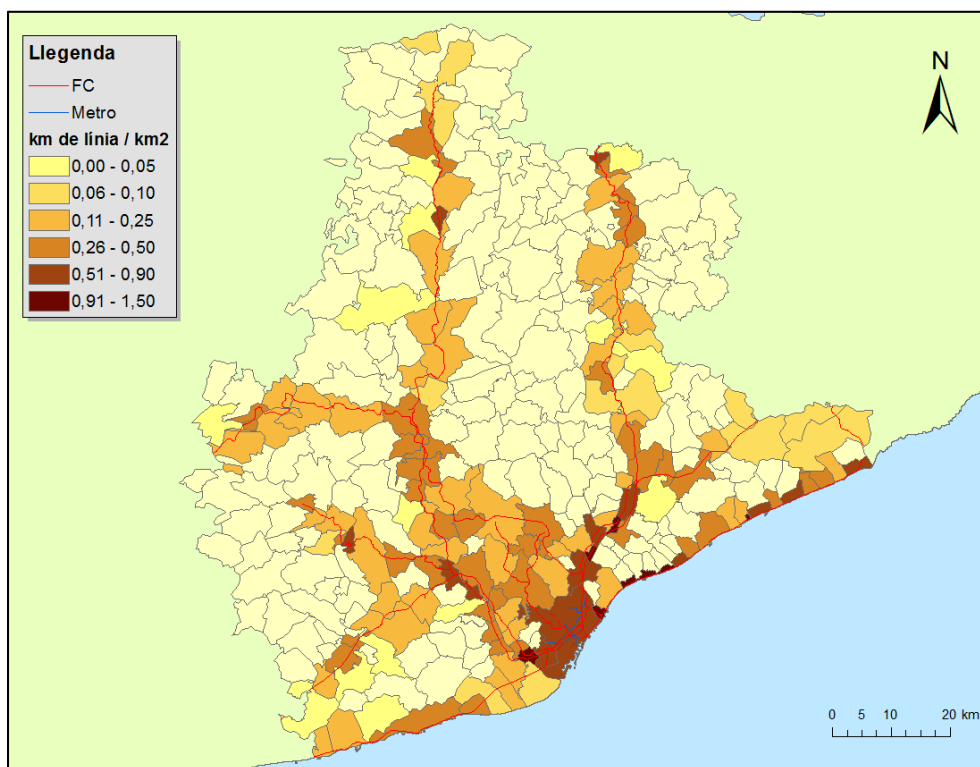 Llegenda
FC
Metro
km de línia / km2
0,00 - 0,05
0,06 - 0,10
0,11 - 0,25
0,26 - 0,50
0,51 - 0,90
0,91 - 1,50
N
0 5 10 20 km